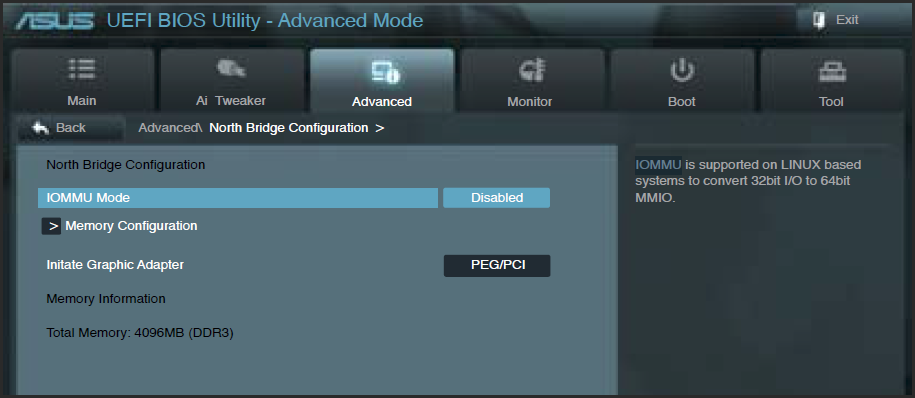 ASUS UEFI BIOS Utility - Advanced Mode
Exit
Main
Ai Tweaker
Advanced
Monitor
Boot
Tool
Back
Advanced\ North Bridge Configuration >
North Bridge Configuration
IOMMU Mode Disabled
> Memory Configuration
Initate Graphic Adapter PEG/PCI
Memory Information
Total Memory: 4096MB (DDR3)
IOMMU is supported on LINUX based
systems to convert 32bit I/O to 64bit
MMIO.